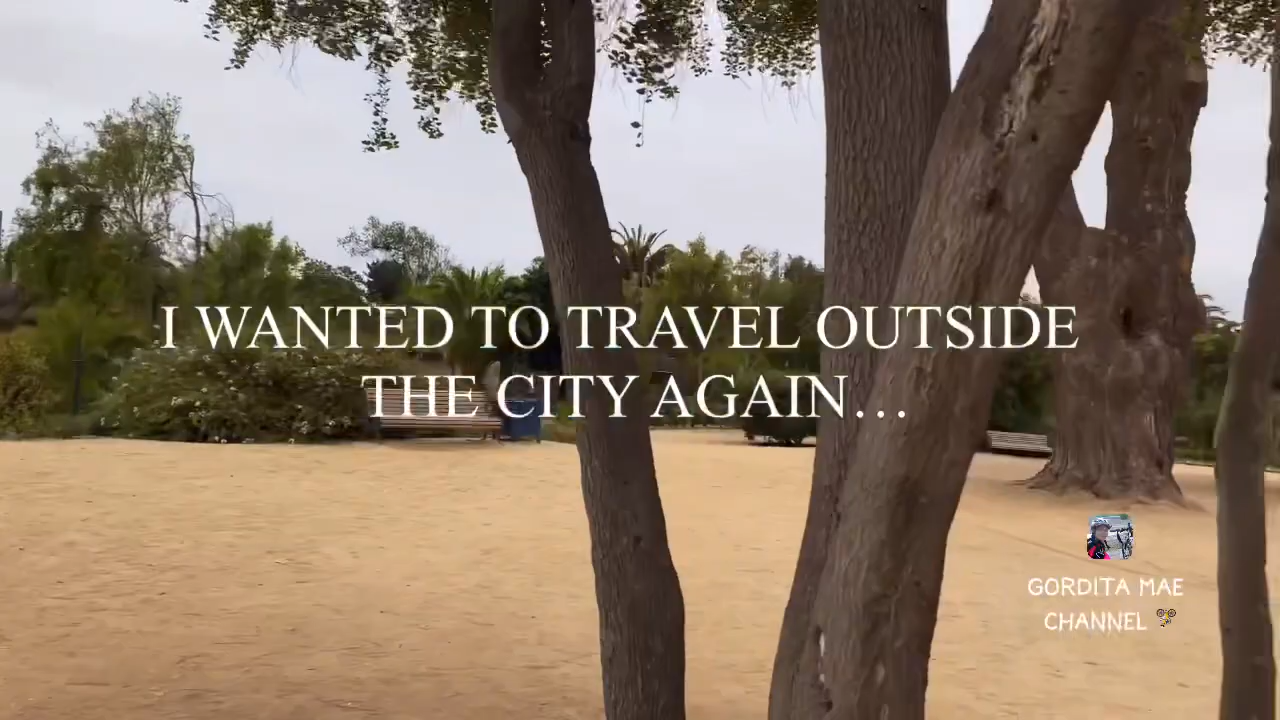 I WANTED TO TRAVEL OUTSIDE
THE CITY AGAIN...
GORDITA MAE
CHANNEL